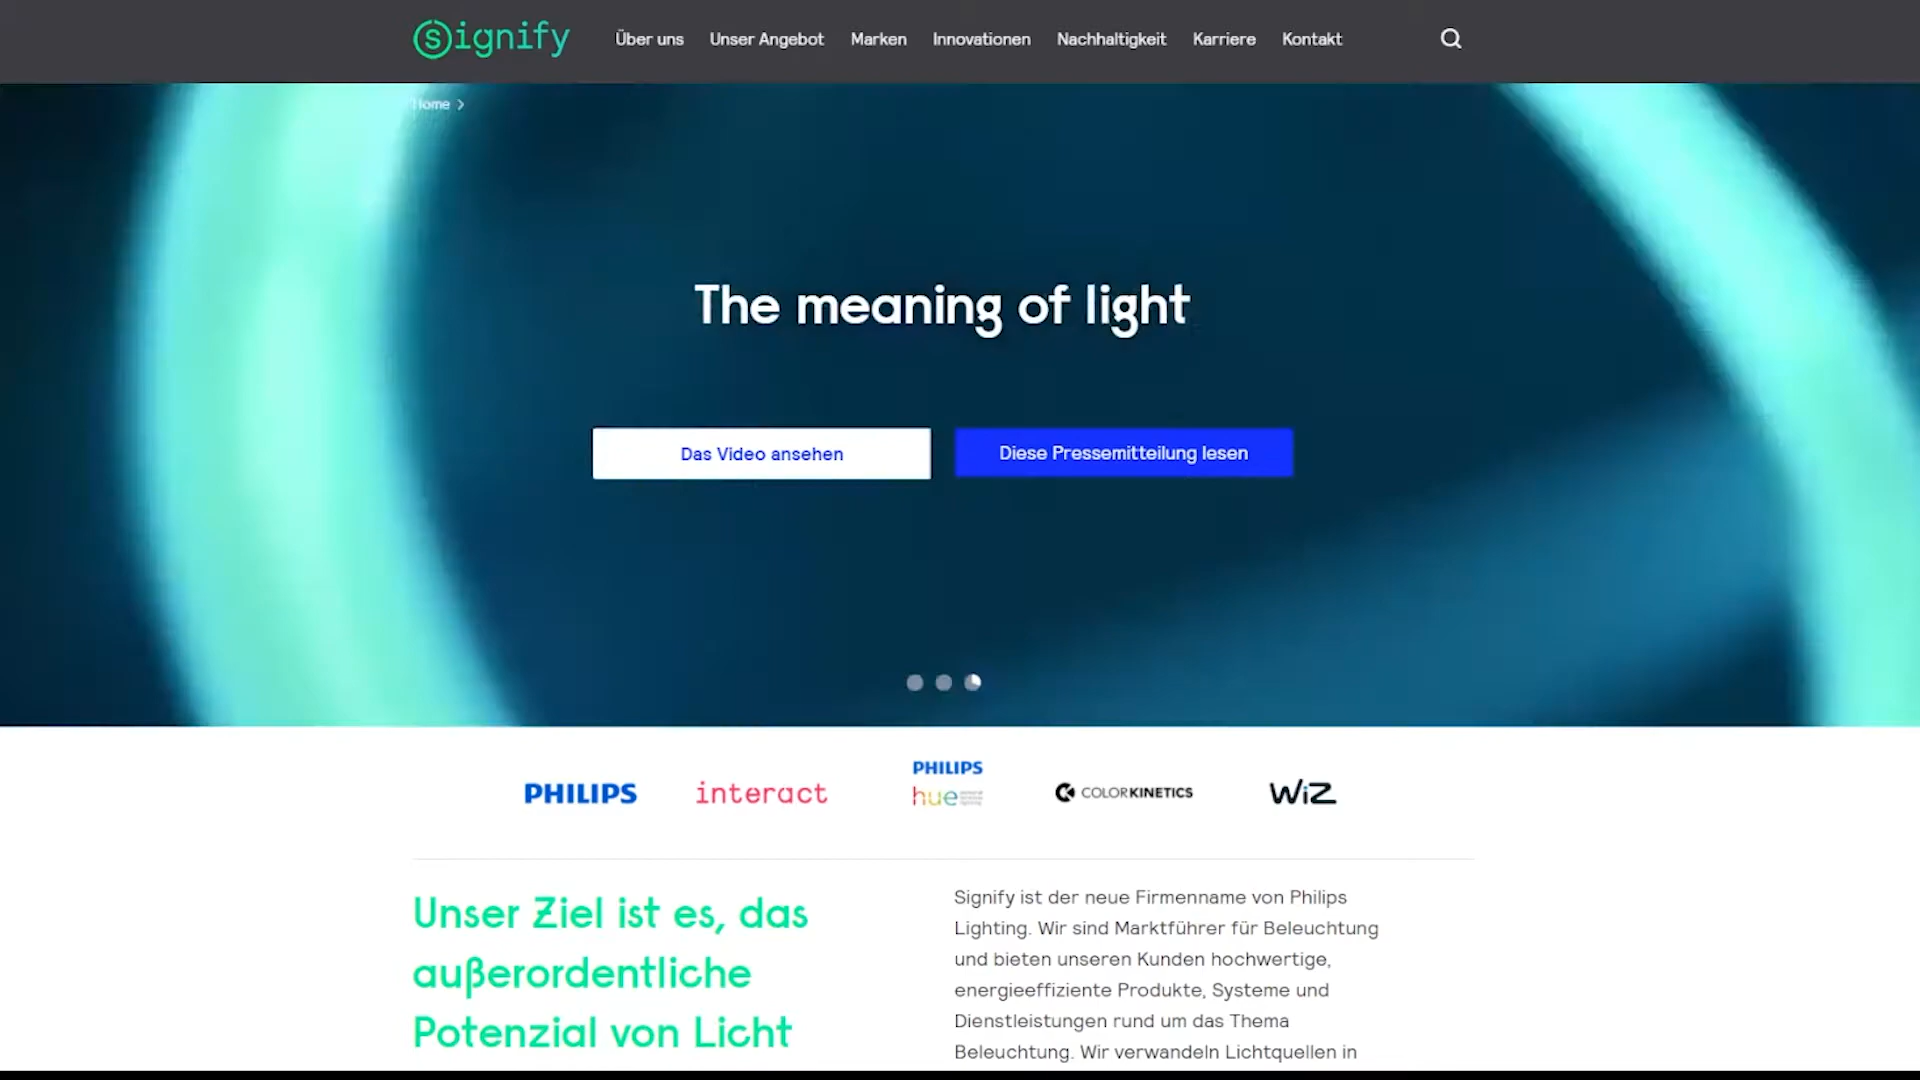 signify
Über uns
Unser Angebot
Marken
Innovationen
Nachhaltigkeit
Karriere
Kontakt
Home
The meaning of light
Das Video ansehen
Diese Pressemitteilung lesen
PHILIPS
interact
PHILIPS
hue
COLORKINETICS
WiZ
Unser Ziel ist es, das
außerordentliche
Potenzial von Licht
Signify ist der neue Firmenname von Philips
Lighting. Wir sind Marktführer für Beleuchtung
und bieten unseren Kunden hochwertige,
energieeffiziente Produkte, Systeme und
Dienstleistungen rund um das Thema
Beleuchtung. Wir verwandeln Lichtquellen in